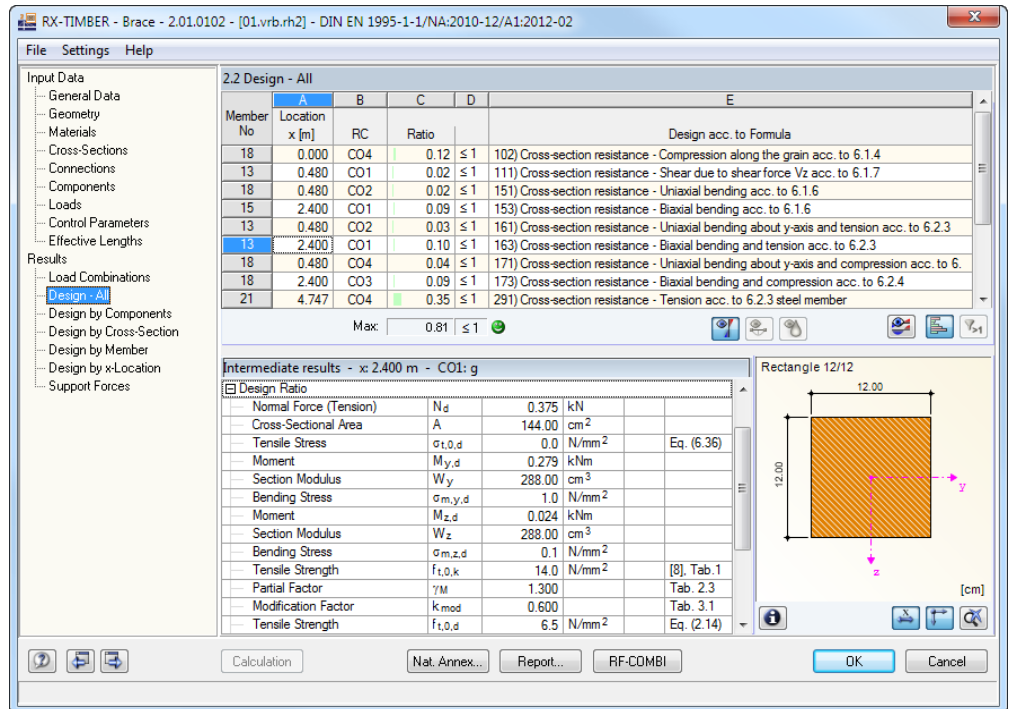 RX-TIMBER - Brace - 2.01.0102 - [01.vrb.rh2] - DIN EN 1995-1-1/NA:2010-12/A1:2012-02
File Settings Help
Input Data
General Data
Geometry
Materials
Cross-Sections
Connections
Components
Loads
Control Parameters
Effective Lengths
Results
Load Combinations
Design - All
Design by Components
Design by Cross-Section
Design by Member
Design by x-Location
Support Forces
2.2 Design - All
A B C D E
Member Location
No x [m] RC Ratio Design acc. to Formula
18 0.000 CO4 0.12 ≤ 1 102) Cross-section resistance - Compression along the grain acc. to 6.1.4
13 0.480 CO1 0.02 ≤ 1 111) Cross-section resistance - Shear due to shear force Vz acc. to 6.1.7
18 0.480 CO2 0.02 ≤ 1 151) Cross-section resistance - Uniaxial bending acc. to 6.1.6
15 2.400 CO1 0.09 ≤ 1 153) Cross-section resistance - Biaxial bending acc. to 6.1.6
13 0.480 CO2 0.03 ≤ 1 161) Cross-section resistance - Uniaxial bending about y-axis and tension acc. to 6.2.3
13 2.400 CO1 0.10 ≤ 1 163) Cross-section resistance - Biaxial bending and tension acc. to 6.2.3
18 0.480 CO4 0.04 ≤ 1 171) Cross-section resistance - Uniaxial bending about y-axis and compression acc. to 6.
18 2.400 CO3 0.09 ≤ 1 173) Cross-section resistance - Biaxial bending and compression acc. to 6.2.4
21 4.747 CO4 0.35 ≤ 1 291) Cross-section resistance - Tension acc. to 6.2.3 steel member
Max: 0.81 ≤ 1
Intermediate results - x: 2.400 m - CO1: g
Design Ratio
Normal Force (Tension) Nd 0.375 kN
Cross-Sectional Area A 144.00 cm2
Tensile Stress σt,0,d 0.0 N/mm2 Eq. (6.36)
Moment My,d 0.279 kNm
Section Modulus Wy 288.00 cm3
Bending Stress σm,y,d 1.0 N/mm2
Moment Mz,d 0.024 kNm
Section Modulus Wz 288.00 cm3
Bending Stress σm,z,d 0.1 N/mm2
Tensile Strength ft,0,k 14.0 N/mm2 [8], Tab.1
Partial Factor γM 1.300 Tab. 2.3
Modification Factor kmod 0.600 Tab. 3.1
Tensile Strength ft,0,d 6.5 N/mm2 Eq. (2.14)
Rectangle 12/12
12.00
12.00
y
z
[cm]
Calculation Nat. Annex... Report... RF-COMBI OK Cancel